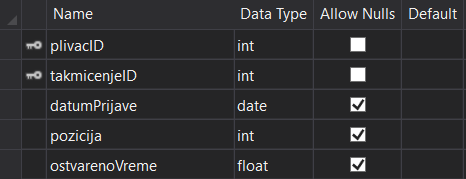 Name Data Type Allow Nulls Default
plivacID int
takmicenjeID int
datumPrijave date
pozicija int
ostvarenoVreme float